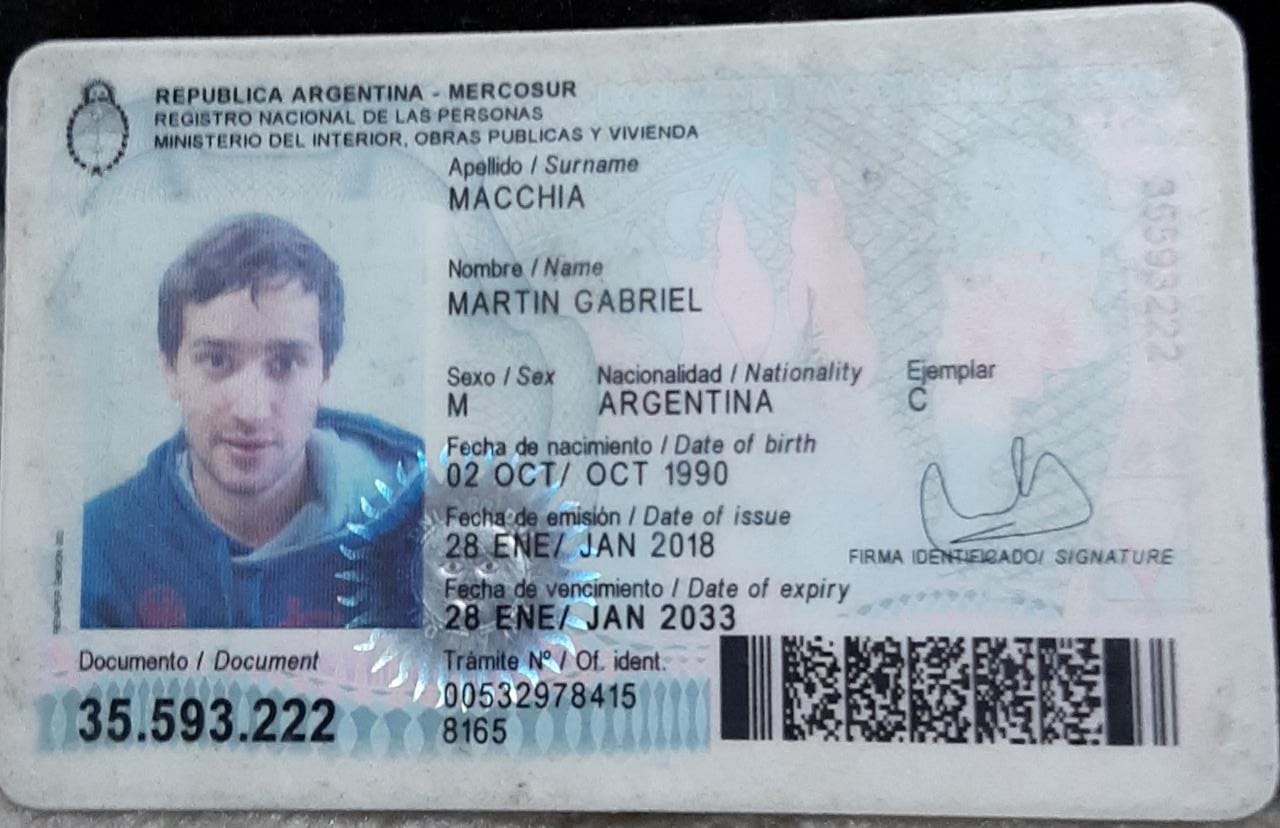 REPUBLICA ARGENTINA - MERCOSUR
REGISTRO NACIONAL DE LAS PERSONAS
MINISTERIO DEL INTERIOR, OBRAS PUBLICAS Y VIVIENDA
Apellido / Surname
MACCHIA
Nombre / Name
MARTIN GABRIEL
Sexo / Sex Nacionalidad / Nationality Ejemplar
M ARGENTINA C
Fecha de nacimiento / Date of birth
02 OCT/ OCT 1990
Fecha de emisión / Date of issue
28 ENE/ JAN 2018
FIRMA IDENTIFICADO/ SIGNATURE
Fecha de vencimiento / Date of expiry
28 ENE/ JAN 2033
Documento / Document
35.593.222
Trámite Nº / Of. ident.
00532978415
8165
35593222